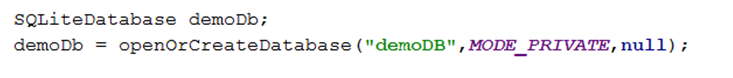 SQLiteDatabase demoDb;
demoDb = openOrCreateDatabase("demoDB",MODE_PRIVATE,null);